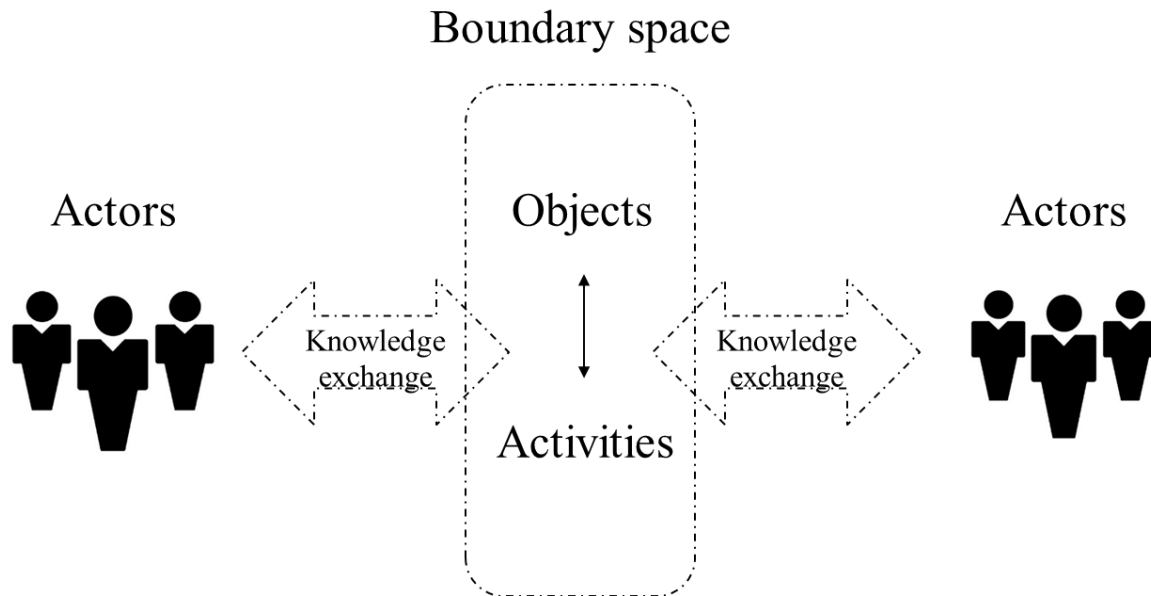 Boundary space
Actors
Objects
Actors
Knowledge
exchange
Knowledge
exchange
Activities